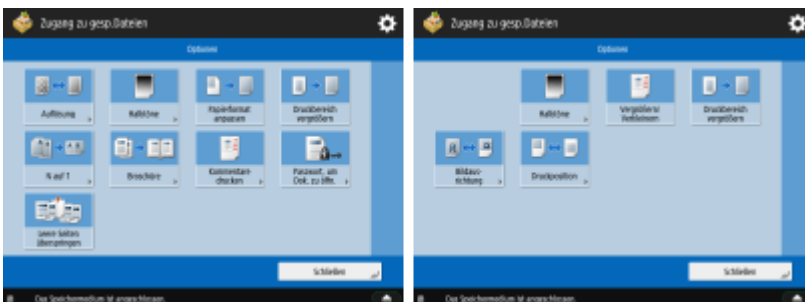 Zugang zu gesp.Dateien
Optionen
Auflösung
Halbtöne
Papierformat
anpassen
Druckbereich
vergrößern
N auf 1
Broschüre
Kommentare
drucken
Passwort, um
Dok. zu öffn.
Leere Seiten
überspringen
Schließen
Das Speichermedium ist angeschlossen.
Zugang zu gesp.Dateien
Optionen
Halbtöne
Vergrößern/
Verkleinern
Druckbereich
vergrößern
Bildaus-
richtung
Druckposition
Schließen
Das Speichermedium ist angeschlossen.